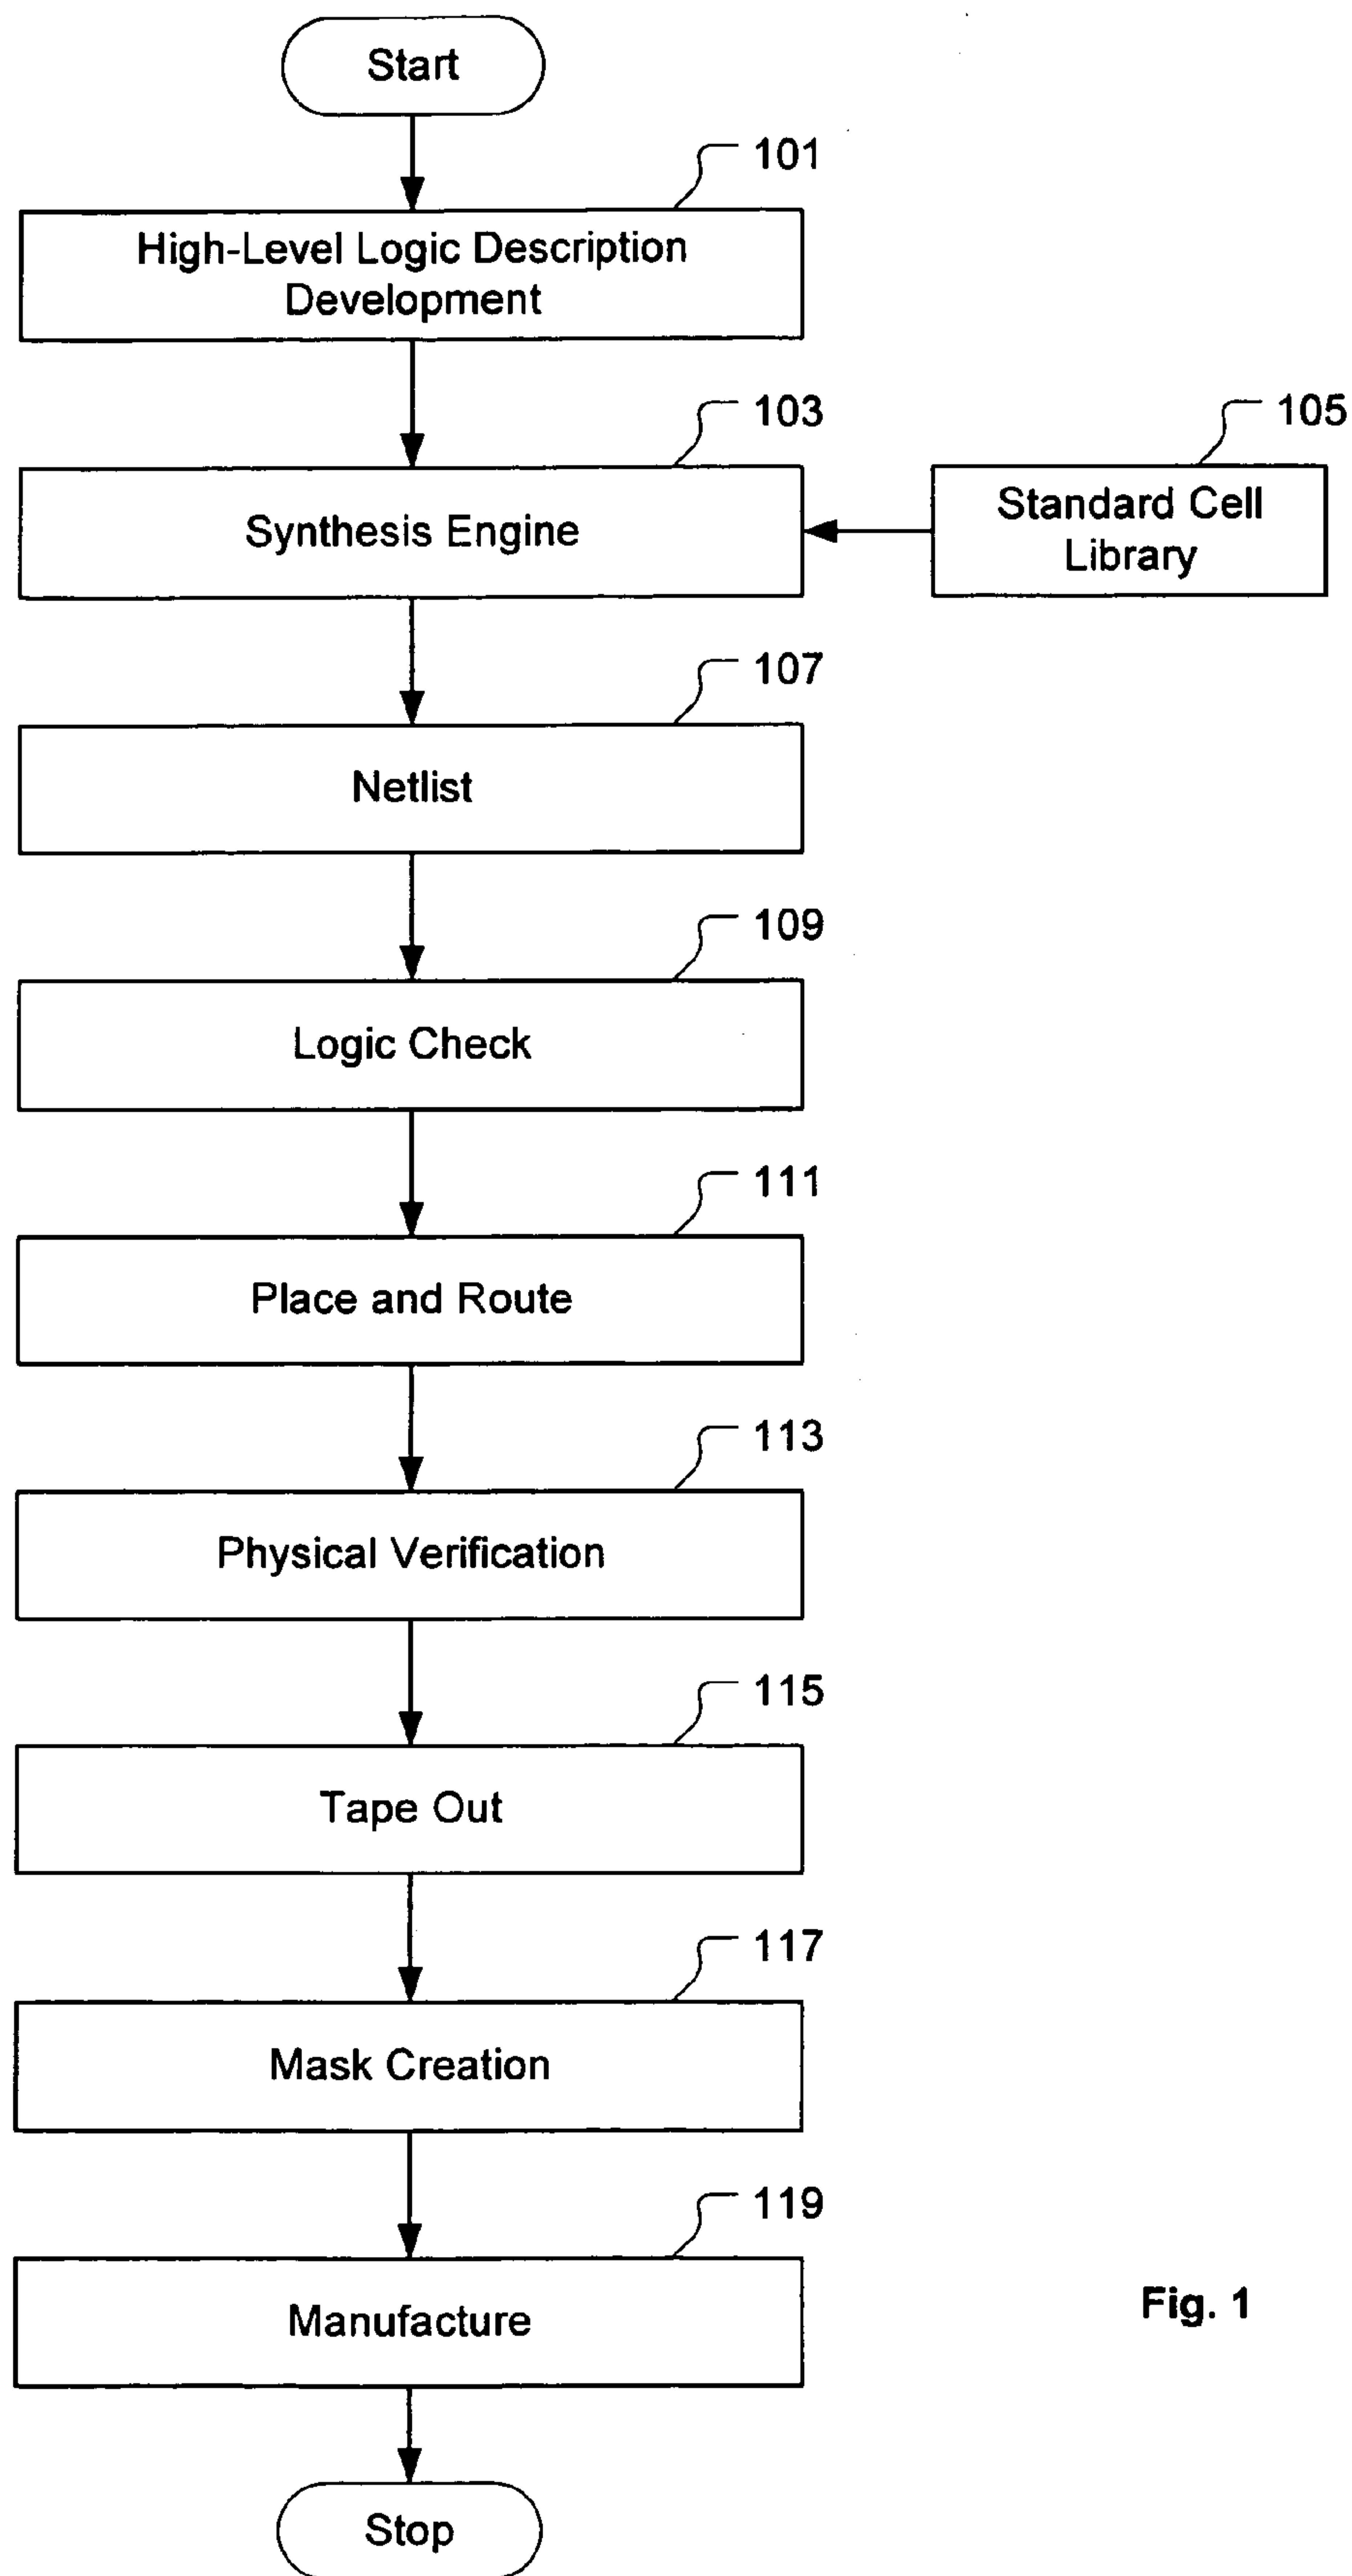 Start
101
High-Level Logic Description
Development
103
105
Synthesis Engine
Standard Cell
Library
107
Netlist
109
Logic Check
111
Place and Route
113
Physical Verification
115
Tape Out
117
Mask Creation
119
Manufacture
Fig. 1
Stop